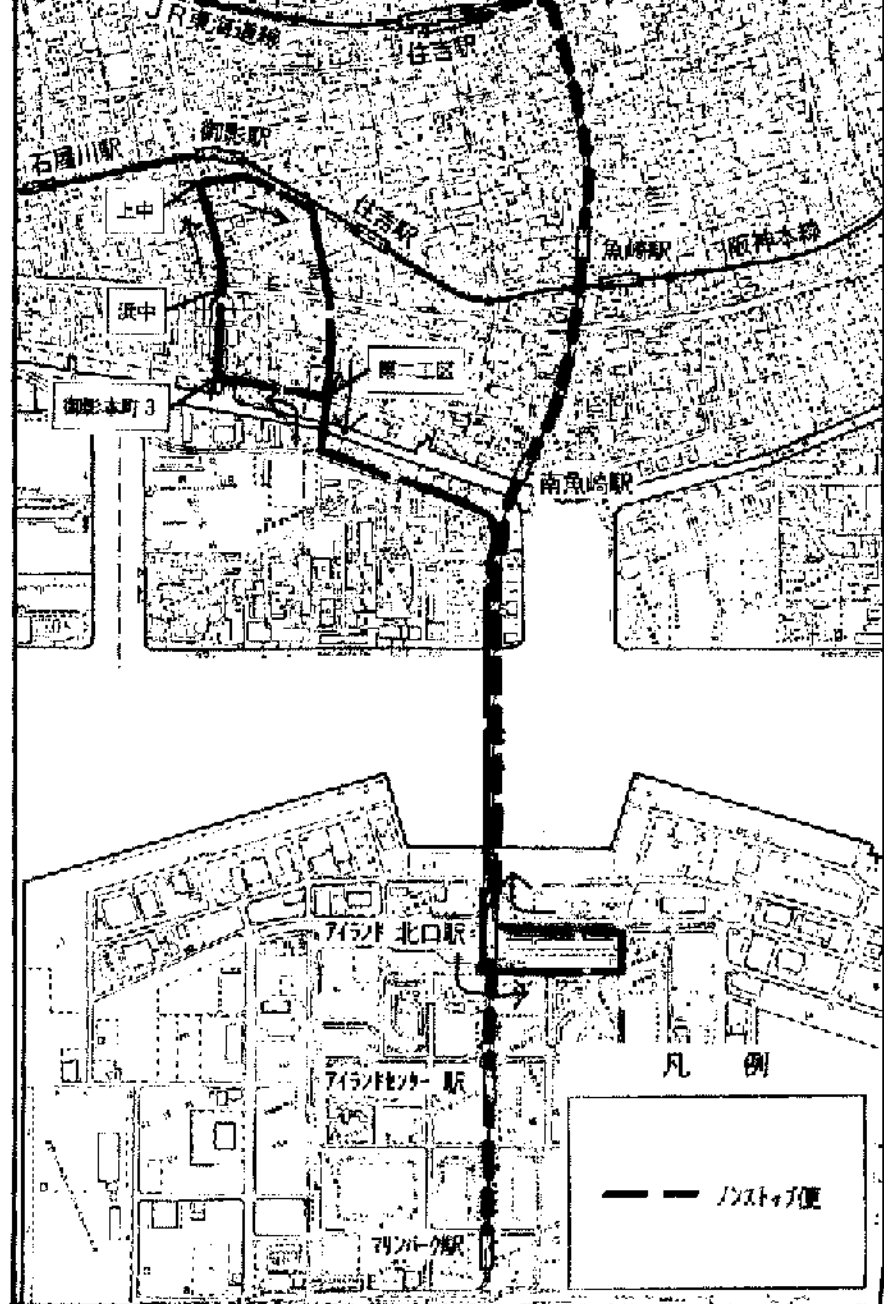 JR東海道線
住吉駅
御影駅
石屋川駅
上中
住吉駅
魚崎駅
阪神本線
浜中
第一工区
御影本町3
南魚崎駅
アイランド 北口駅
凡 例
アイランドセンター 駅
ノンストップ便
マリンパーク駅